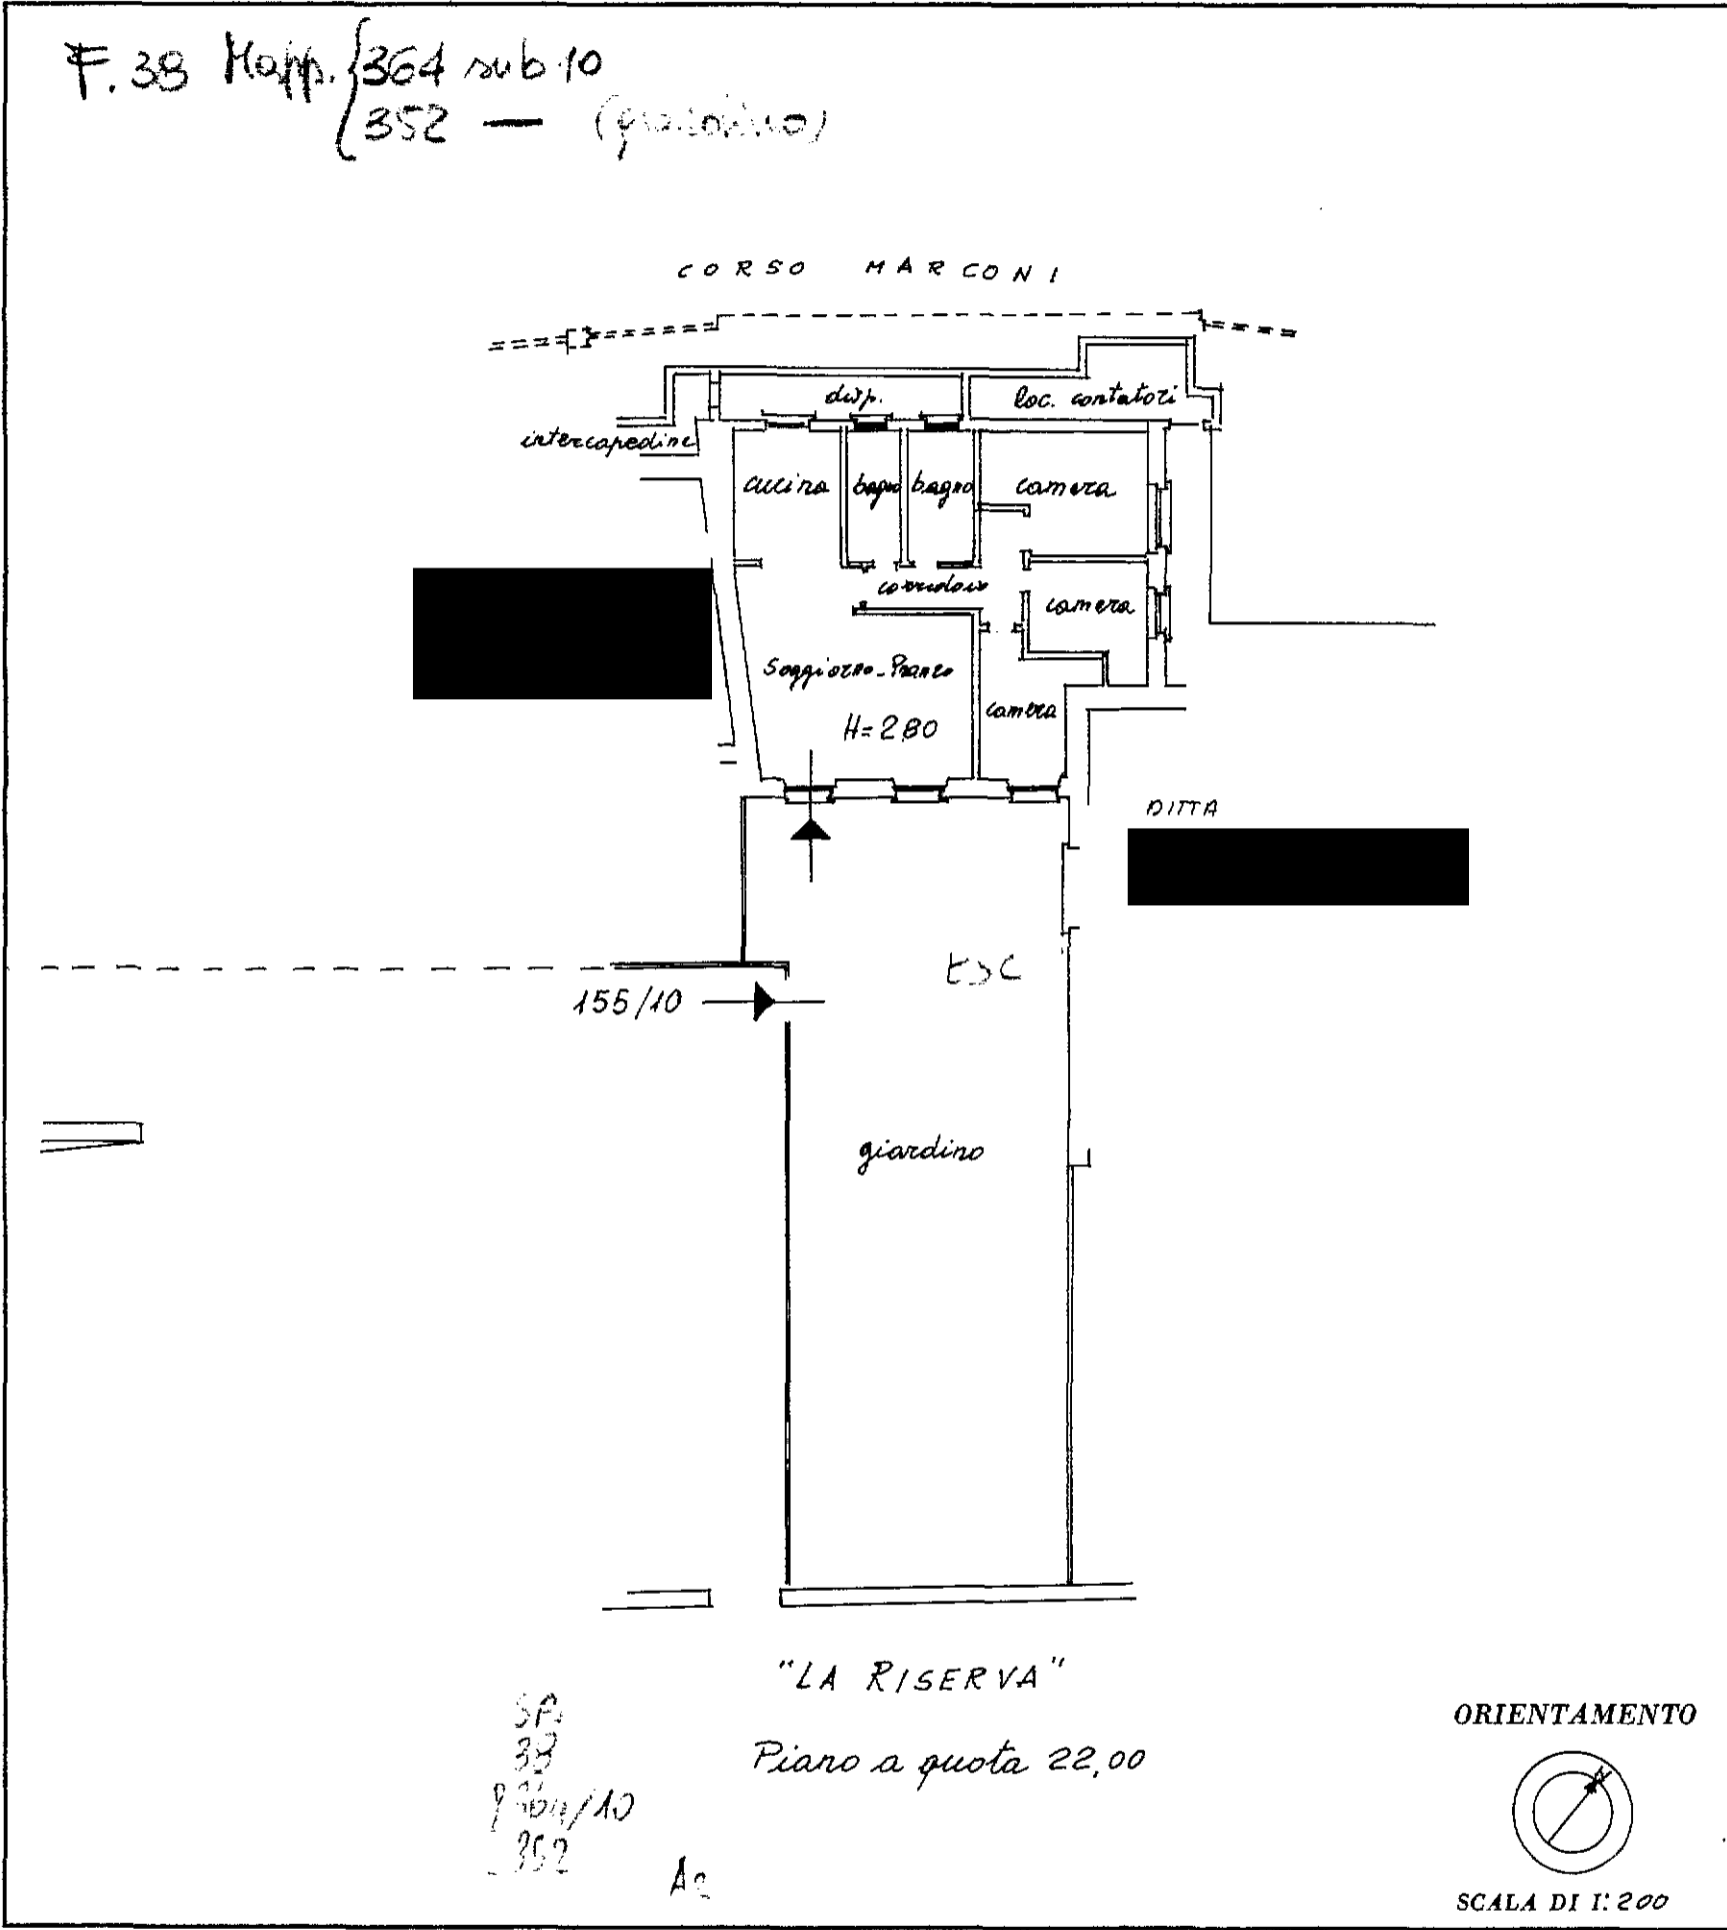 F. 38 Mapp. { 364 sub 10
352 — (giardino)
CORSO MARCONI
disp.
loc. contatori
intercapedine
cucina
bagno
bagno
camera
corridoio
camera
Soggiorno-Pranzo
H=2,80
camera
DITTA
155/10
giardino
"LA RISERVA"
Piano a quota 22,00
38
352
ORIENTAMENTO
N
SCALA DI 1:200